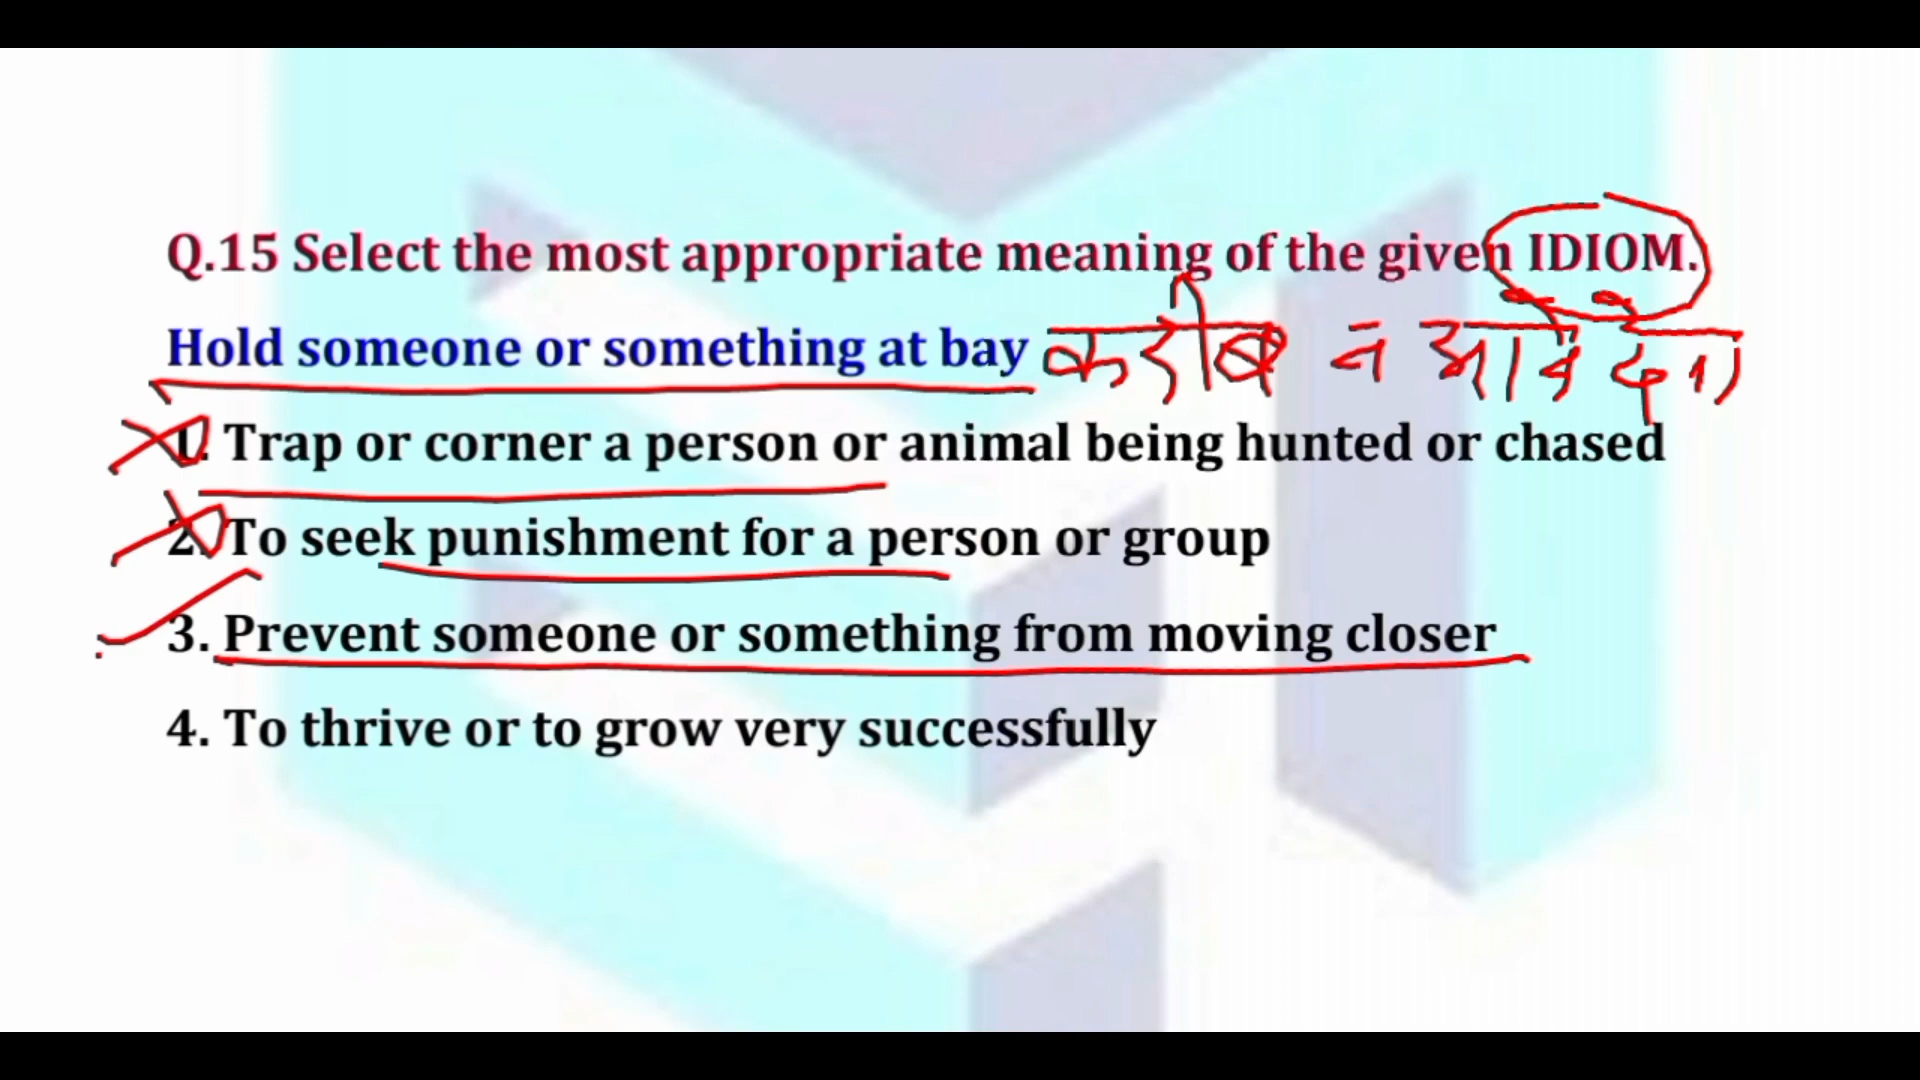 Q.15 Select the most appropriate meaning of the given IDIOM.
Hold someone or something at bay करीब न आने देना
1. Trap or corner a person or animal being hunted or chased
2. To seek punishment for a person or group
3. Prevent someone or something from moving closer
4. To thrive or to grow very successfully